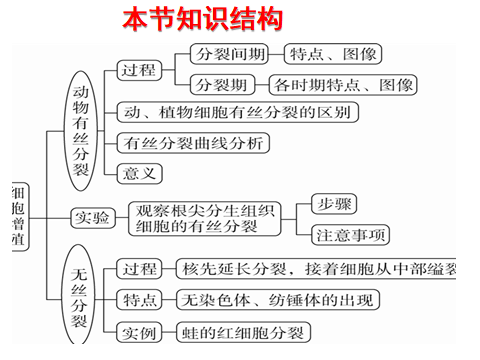 本节知识结构
分裂间期
特点、图像
过程
分裂期
各时期特点、图像
动物有丝分裂
动、植物细胞有丝分裂的区别
有丝分裂曲线分析
意义
细胞增殖
实验
观察根尖分生组织
细胞的有丝分裂
步骤
注意事项
无丝分裂
过程
核先延长分裂，接着细胞从中部缢裂
特点
无染色体、纺锤体的出现
实例
蛙的红细胞分裂